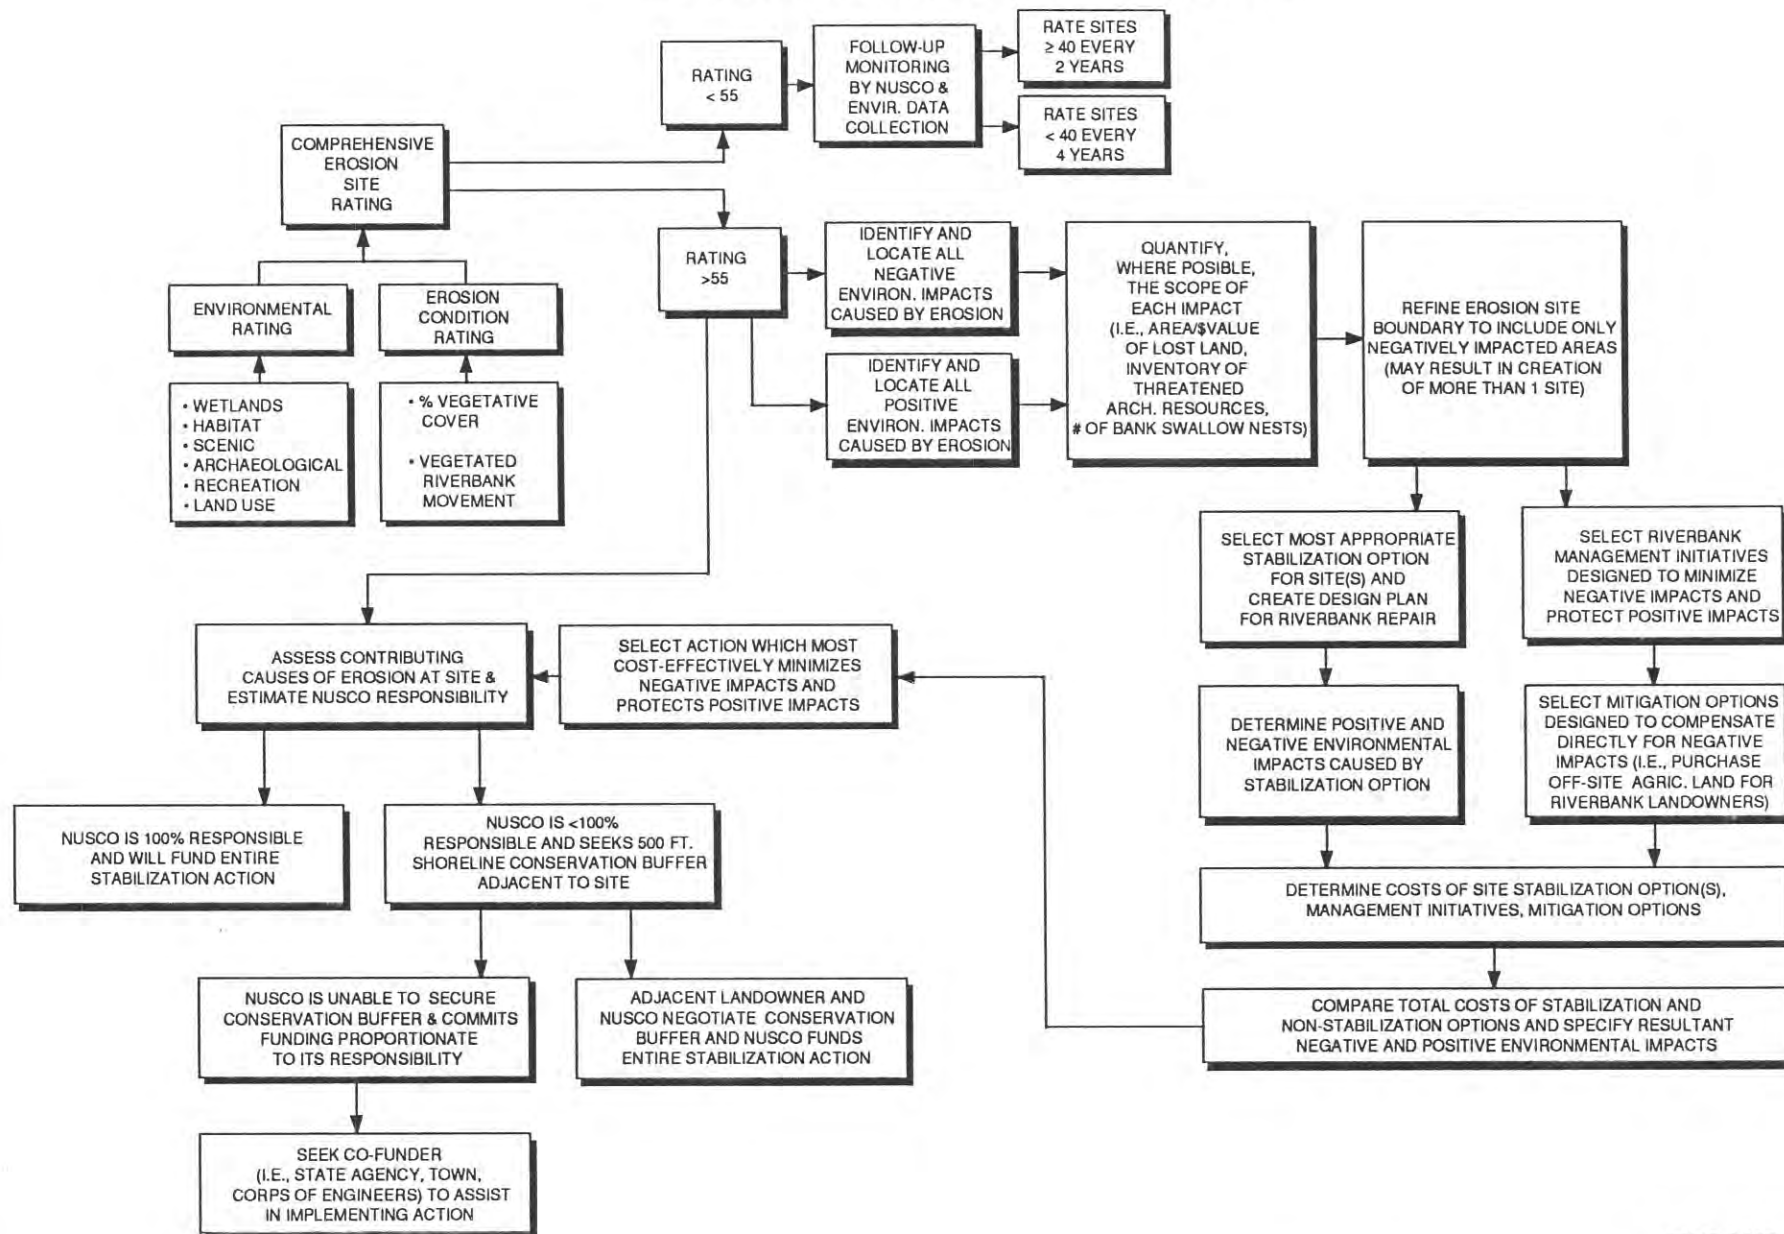 RATING
< 55
FOLLOW-UP
MONITORING
BY NUSCO &
ENVIR. DATA
COLLECTION
RATE SITES
≥ 40 EVERY
2 YEARS
RATE SITES
< 40 EVERY
4 YEARS
COMPREHENSIVE
EROSION
SITE
RATING
ENVIRONMENTAL
RATING
EROSION
CONDITION
RATING
• WETLANDS
• HABITAT
• SCENIC
• ARCHAEOLOGICAL
• RECREATION
• LAND USE
• % VEGETATIVE
COVER
• VEGETATED
RIVERBANK
MOVEMENT
RATING
>55
IDENTIFY AND
LOCATE ALL
NEGATIVE
ENVIRON. IMPACTS
CAUSED BY EROSION
IDENTIFY AND
LOCATE ALL
POSITIVE
ENVIRON. IMPACTS
CAUSED BY EROSION
QUANTIFY,
WHERE POSIBLE,
THE SCOPE OF
EACH IMPACT
(I.E., AREA/$VALUE
OF LOST LAND,
INVENTORY OF
THREATENED
ARCH. RESOURCES,
# OF BANK SWALLOW NESTS)
REFINE EROSION SITE
BOUNDARY TO INCLUDE ONLY
NEGATIVELY IMPACTED AREAS
(MAY RESULT IN CREATION
OF MORE THAN 1 SITE)
SELECT MOST APPROPRIATE
STABILIZATION OPTION
FOR SITE(S) AND
CREATE DESIGN PLAN
FOR RIVERBANK REPAIR
SELECT RIVERBANK
MANAGEMENT INITIATIVES
DESIGNED TO MINIMIZE
NEGATIVE IMPACTS AND
PROTECT POSITIVE IMPACTS
DETERMINE POSITIVE AND
NEGATIVE ENVIRONMENTAL
IMPACTS CAUSED BY
STABILIZATION OPTION
SELECT MITIGATION OPTIONS
DESIGNED TO COMPENSATE
DIRECTLY FOR NEGATIVE
IMPACTS (I.E., PURCHASE
OFF-SITE AGRIC. LAND FOR
RIVERBANK LANDOWNERS)
DETERMINE COSTS OF SITE STABILIZATION OPTION(S),
MANAGEMENT INITIATIVES, MITIGATION OPTIONS
COMPARE TOTAL COSTS OF STABILIZATION AND
NON-STABILIZATION OPTIONS AND SPECIFY RESULTANT
NEGATIVE AND POSITIVE ENVIRONMENTAL IMPACTS
SELECT ACTION WHICH MOST
COST-EFFECTIVELY MINIMIZES
NEGATIVE IMPACTS AND
PROTECTS POSITIVE IMPACTS
ASSESS CONTRIBUTING
CAUSES OF EROSION AT SITE &
ESTIMATE NUSCO RESPONSIBILITY
NUSCO IS 100% RESPONSIBLE
AND WILL FUND ENTIRE
STABILIZATION ACTION
NUSCO IS <100%
RESPONSIBLE AND SEEKS 500 FT.
SHORELINE CONSERVATION BUFFER
ADJACENT TO SITE
NUSCO IS UNABLE TO SECURE
CONSERVATION BUFFER & COMMITS
FUNDING PROPORTIONATE
TO ITS RESPONSIBILITY
ADJACENT LANDOWNER AND
NUSCO NEGOTIATE CONSERVATION
BUFFER AND NUSCO FUNDS
ENTIRE STABILIZATION ACTION
SEEK CO-FUNDER
(I.E., STATE AGENCY, TOWN,
CORPS OF ENGINEERS) TO ASSIST
IN IMPLEMENTING ACTION